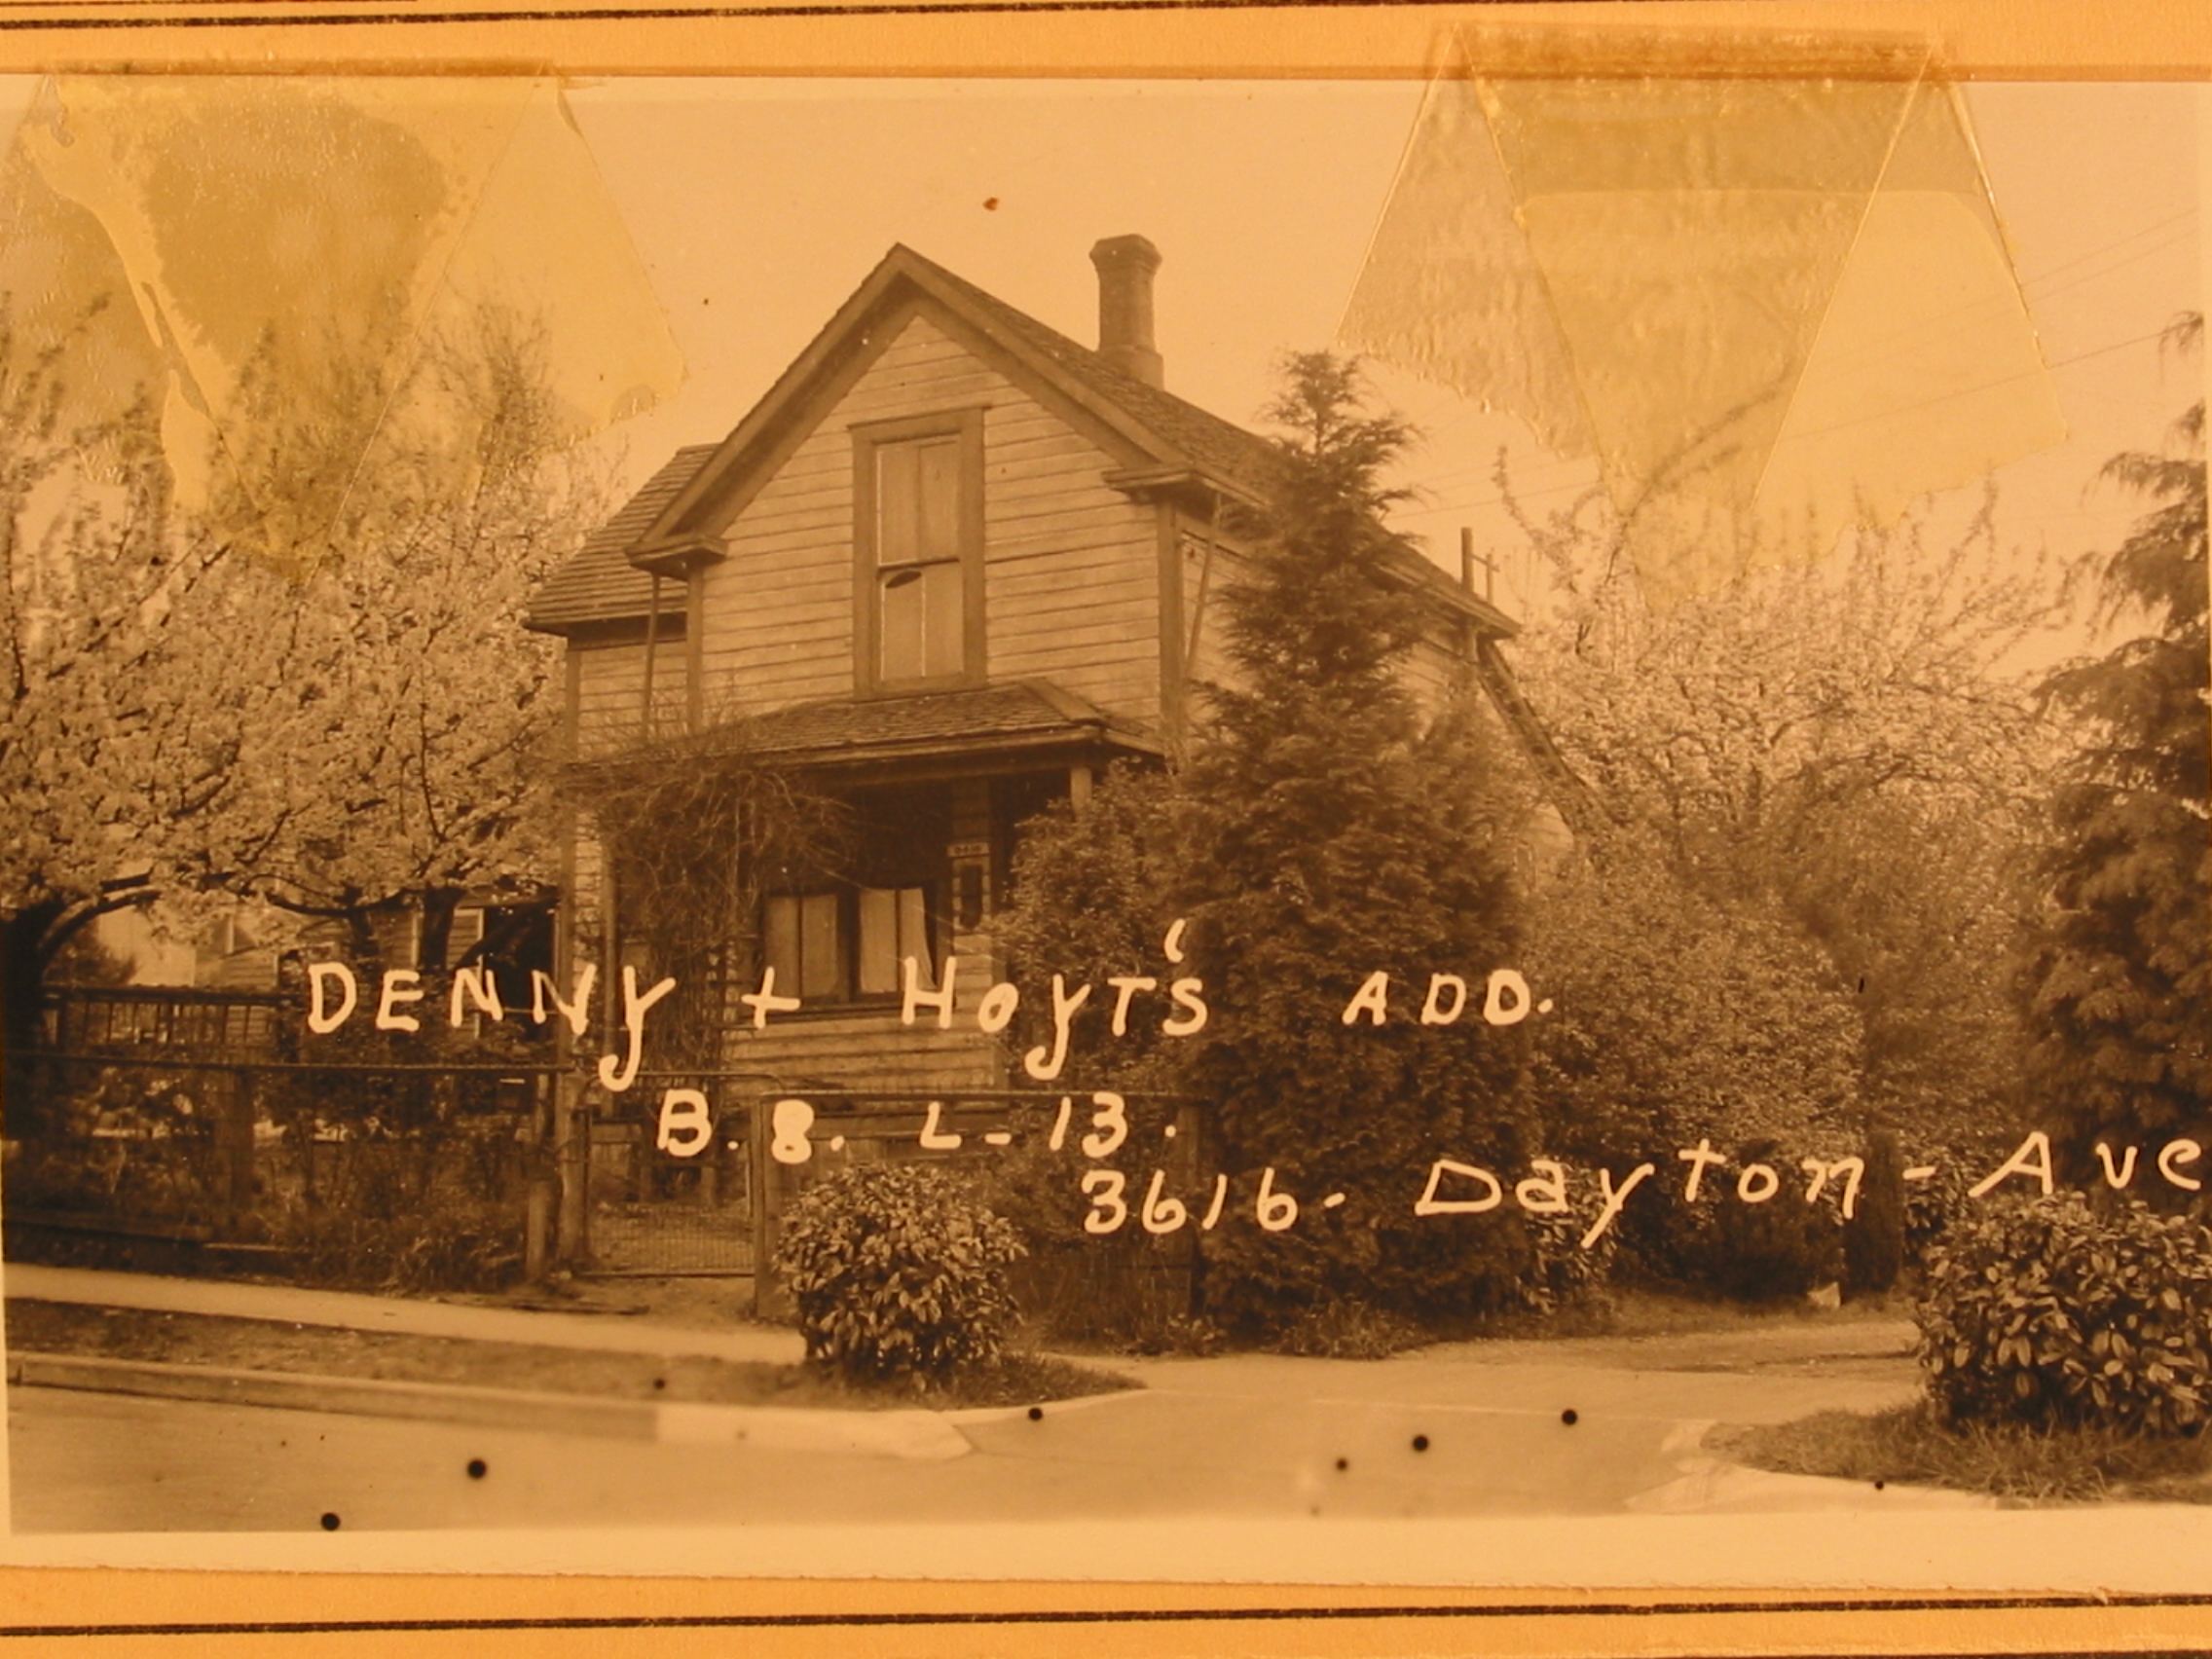 DENNY + HOYT'S ADD.
B. 8. L-13.
3616- Dayton-Ave